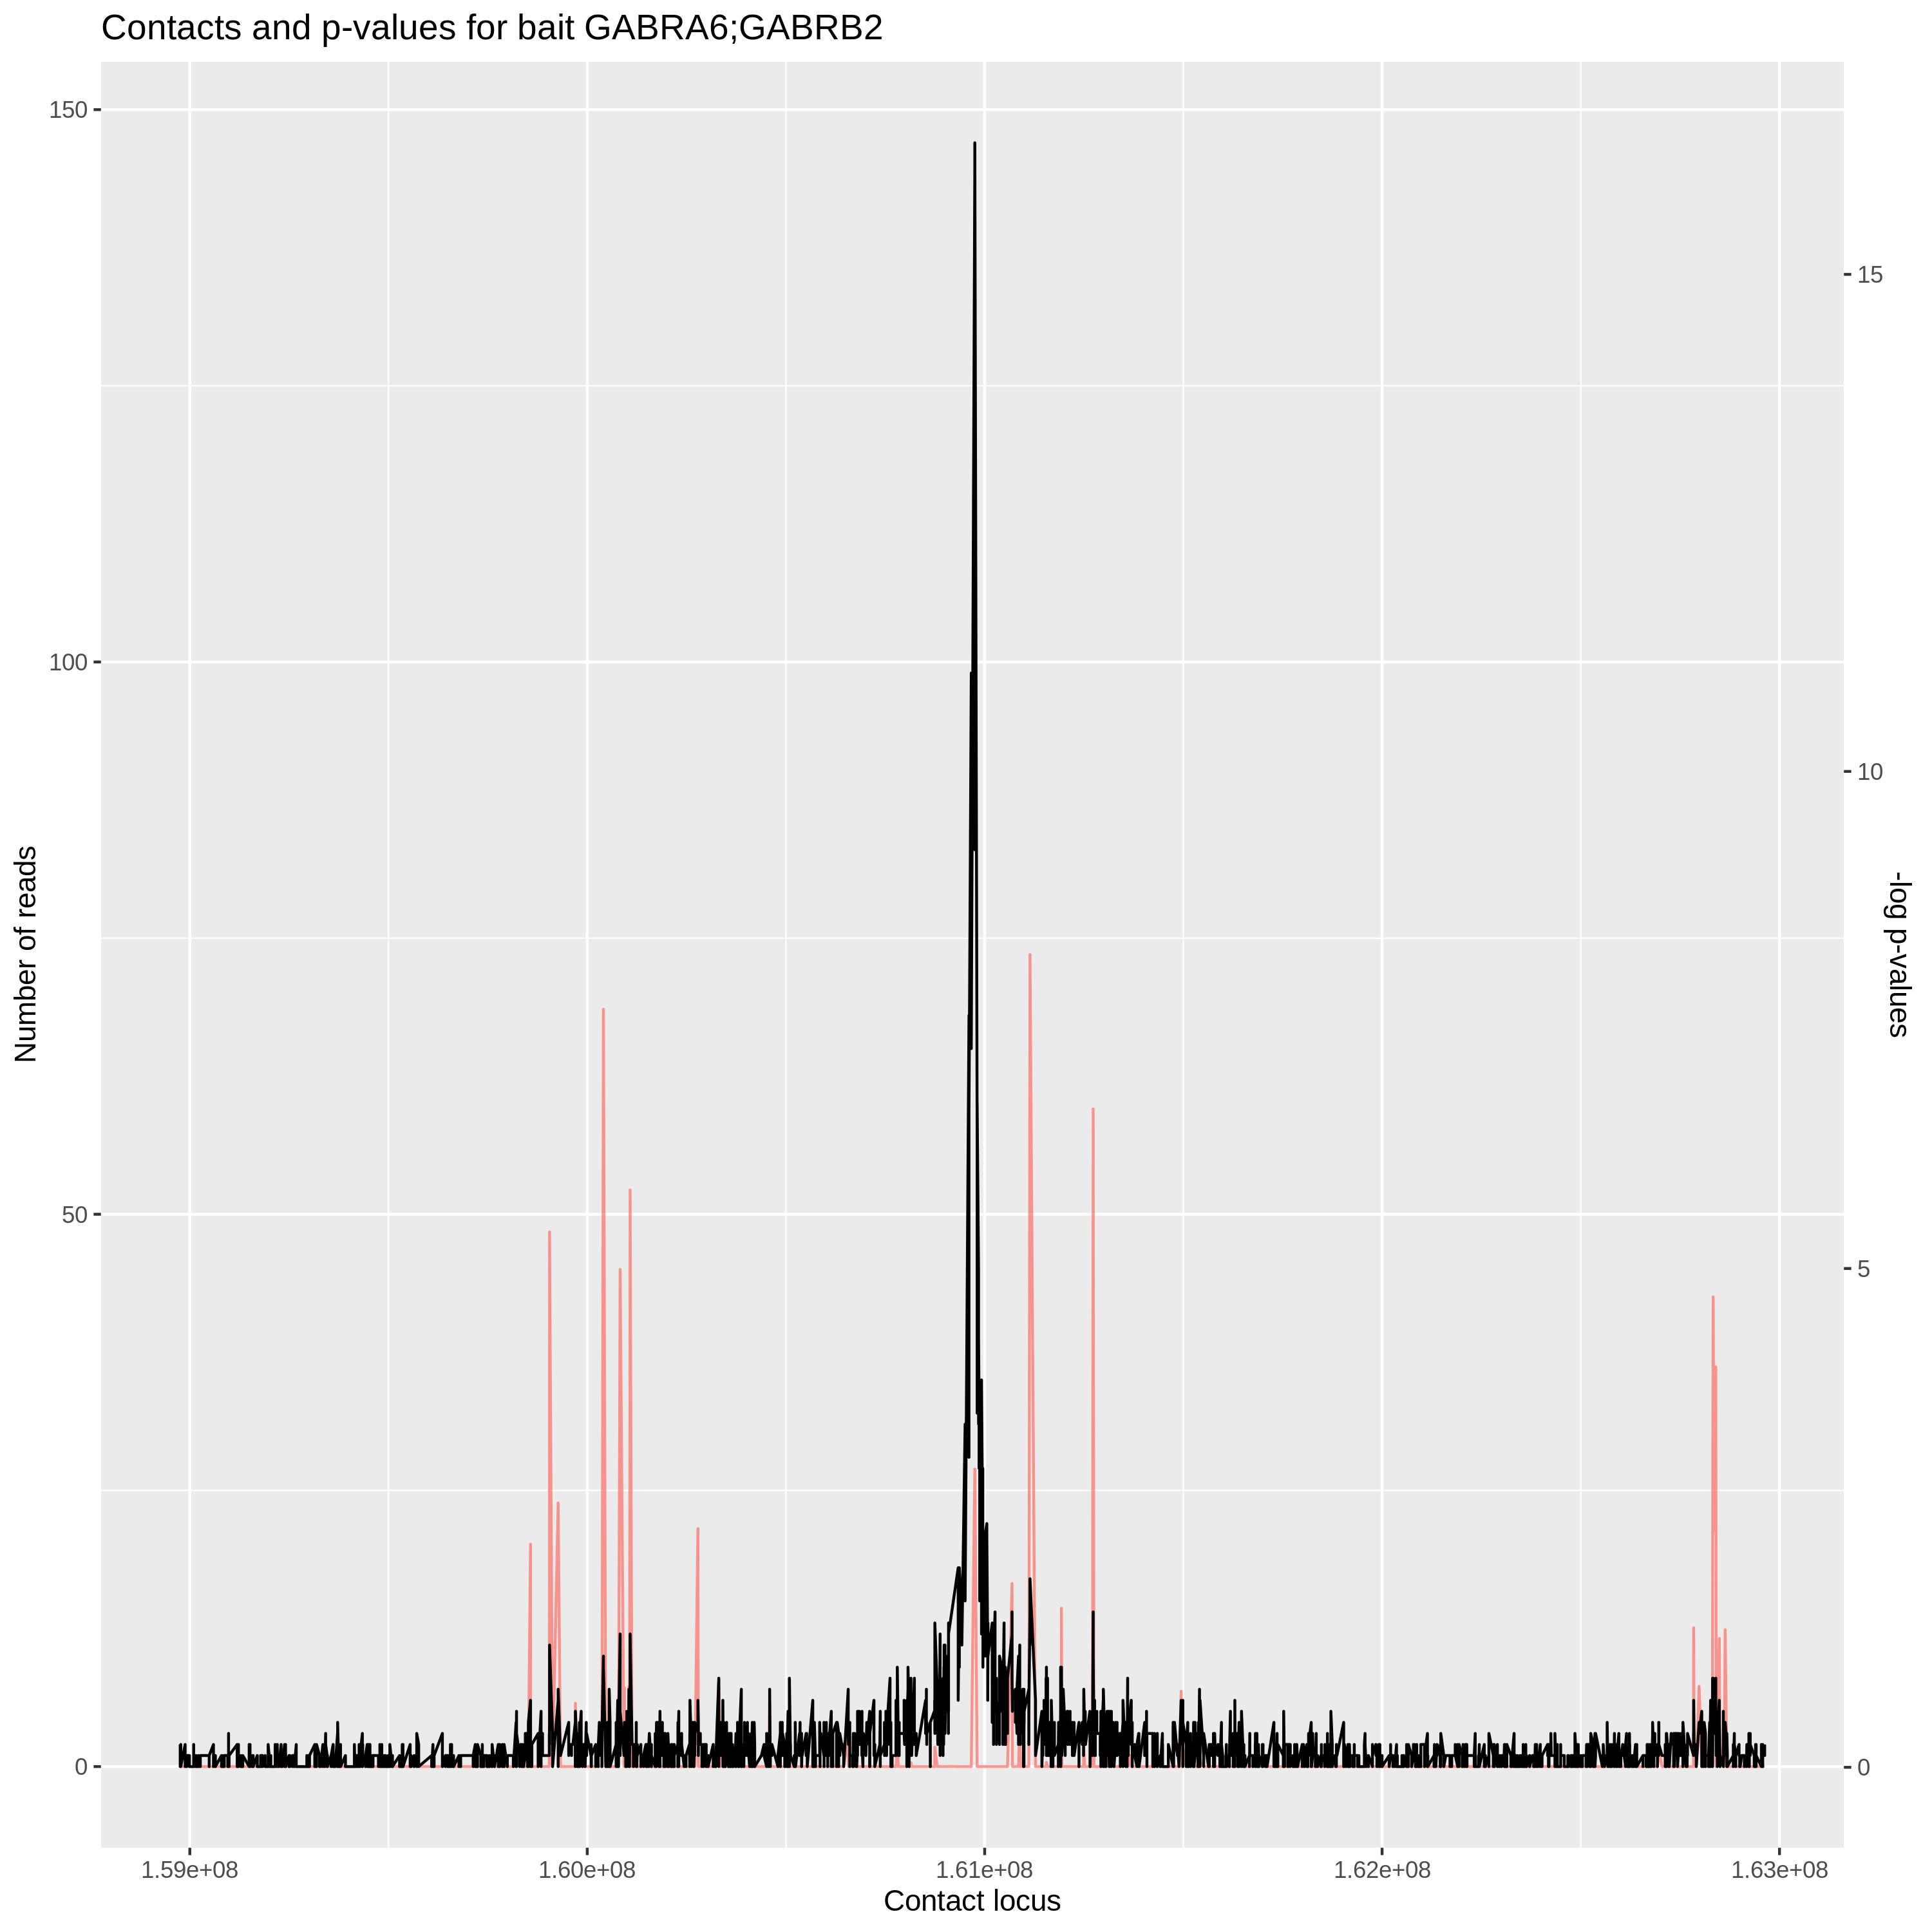 Contacts and p-values for bait GABRA6;GABRB2
150
100
50
0
Number of reads
15
10
5
0
-log p-values
1.59e+08
1.60e+08
1.61e+08
1.62e+08
1.63e+08
Contact locus